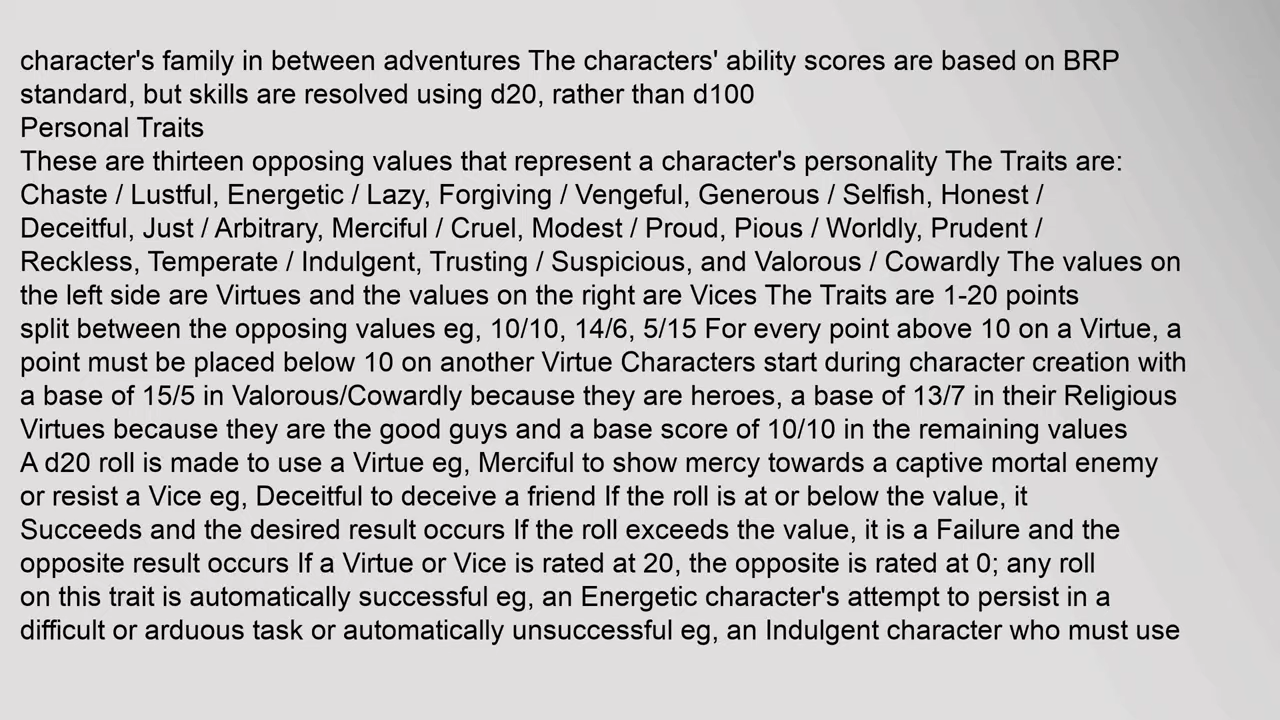 character's family in between adventures The characters' ability scores are based on BRP
standard, but skills are resolved using d20, rather than d100
Personal Traits
These are thirteen opposing values that represent a character's personality The Traits are:
Chaste / Lustful, Energetic / Lazy, Forgiving / Vengeful, Generous / Selfish, Honest /
Deceitful, Just / Arbitrary, Merciful / Cruel, Modest / Proud, Pious / Worldly, Prudent /
Reckless, Temperate / Indulgent, Trusting / Suspicious, and Valorous / Cowardly The values on
the left side are Virtues and the values on the right are Vices The Traits are 1-20 points
split between the opposing values eg, 10/10, 14/6, 5/15 For every point above 10 on a Virtue, a
point must be placed below 10 on another Virtue Characters start during character creation with
a base of 15/5 in Valorous/Cowardly because they are heroes, a base of 13/7 in their Religious
Virtues because they are the good guys and a base score of 10/10 in the remaining values
A d20 roll is made to use a Virtue eg, Merciful to show mercy towards a captive mortal enemy
or resist a Vice eg, Deceitful to deceive a friend If the roll is at or below the value, it
Succeeds and the desired result occurs If the roll exceeds the value, it is a Failure and the
opposite result occurs If a Virtue or Vice is rated at 20, the opposite is rated at 0; any roll
on this trait is automatically successful eg, an Energetic character's attempt to persist in a
difficult or arduous task or automatically unsuccessful eg, an Indulgent character who must use